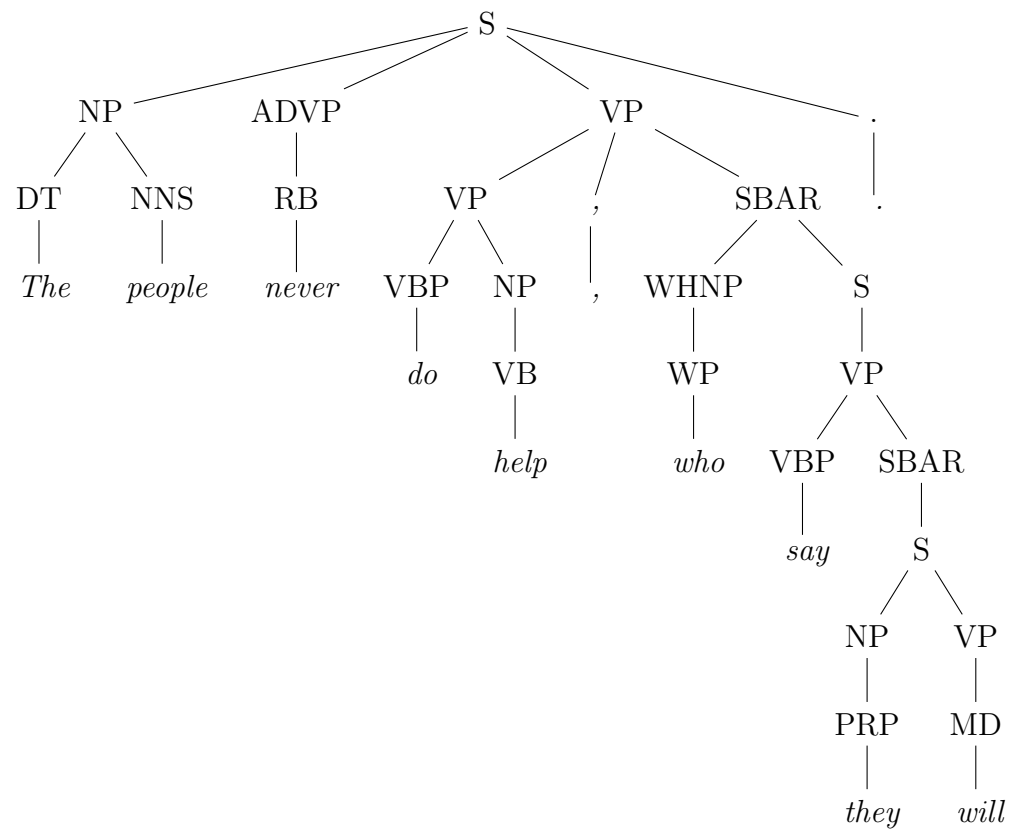 S
NP ADVP VP .
DT NNS RB VP , SBAR .
The people never VBP NP , WHNP S
do VB WP VP
help who VBP SBAR
say S
NP VP
PRP MD
they will